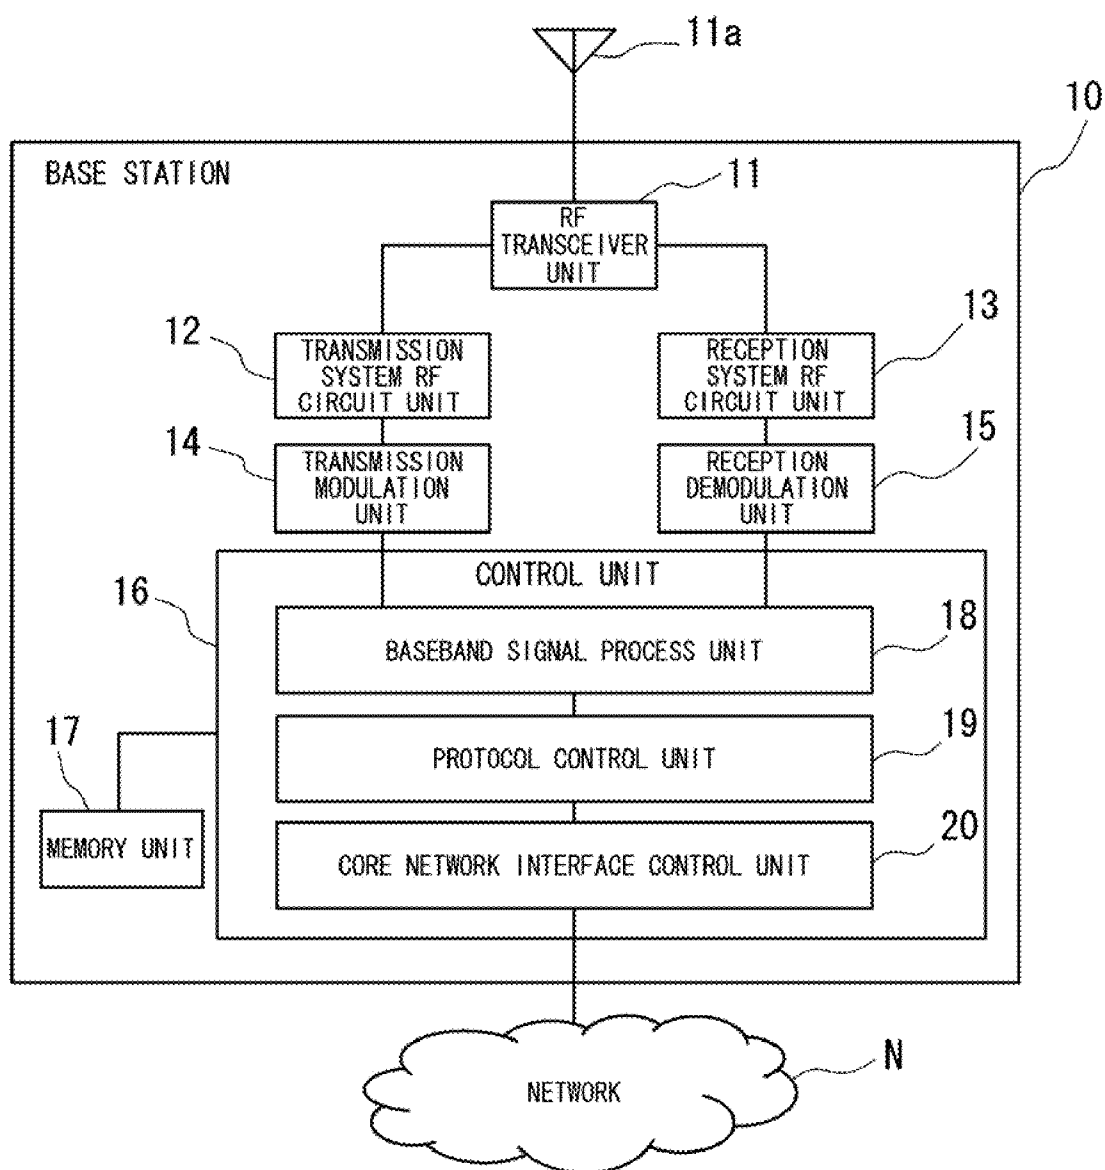 11a
10
BASE STATION
11
RF
TRANSCEIVER
UNIT
12
TRANSMISSION
SYSTEM RF
CIRCUIT UNIT
13
RECEPTION
SYSTEM RF
CIRCUIT UNIT
14
TRANSMISSION
MODULATION
UNIT
15
RECEPTION
DEMODULATION
UNIT
16
CONTROL UNIT
18
BASEBAND SIGNAL PROCESS UNIT
17
MEMORY UNIT
19
PROTOCOL CONTROL UNIT
20
CORE NETWORK INTERFACE CONTROL UNIT
N
NETWORK